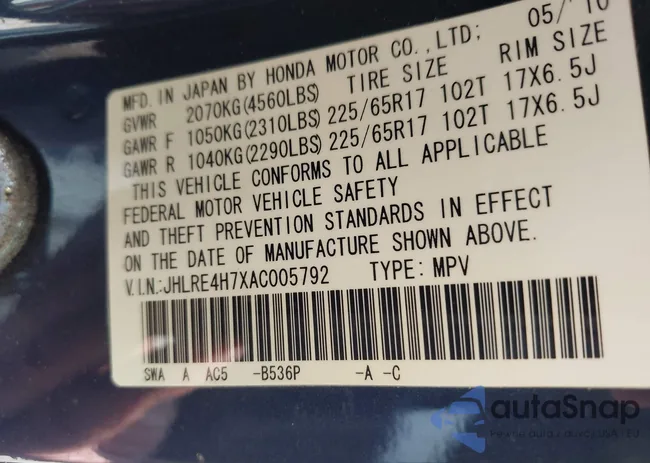 MFD. IN JAPAN BY HONDA MOTOR CO.,LTD; 05/'10
GVWR 2070KG(4560LBS) TIRE SIZE RIM SIZE
GAWR F 1050KG(2310LBS) 225/65R17 102T 17X6.5J
GAWR R 1040KG(2290LBS) 225/65R17 102T 17X6.5J
THIS VEHICLE CONFORMS TO ALL APPLICABLE
FEDERAL MOTOR VEHICLE SAFETY
AND THEFT PREVENTION STANDARDS IN EFFECT
ON THE DATE OF MANUFACTURE SHOWN ABOVE.
V.I.N.:JHLRE4H7XAC005792 TYPE: MPV
SWA A AC5 -B536P -A -C
autoSnap